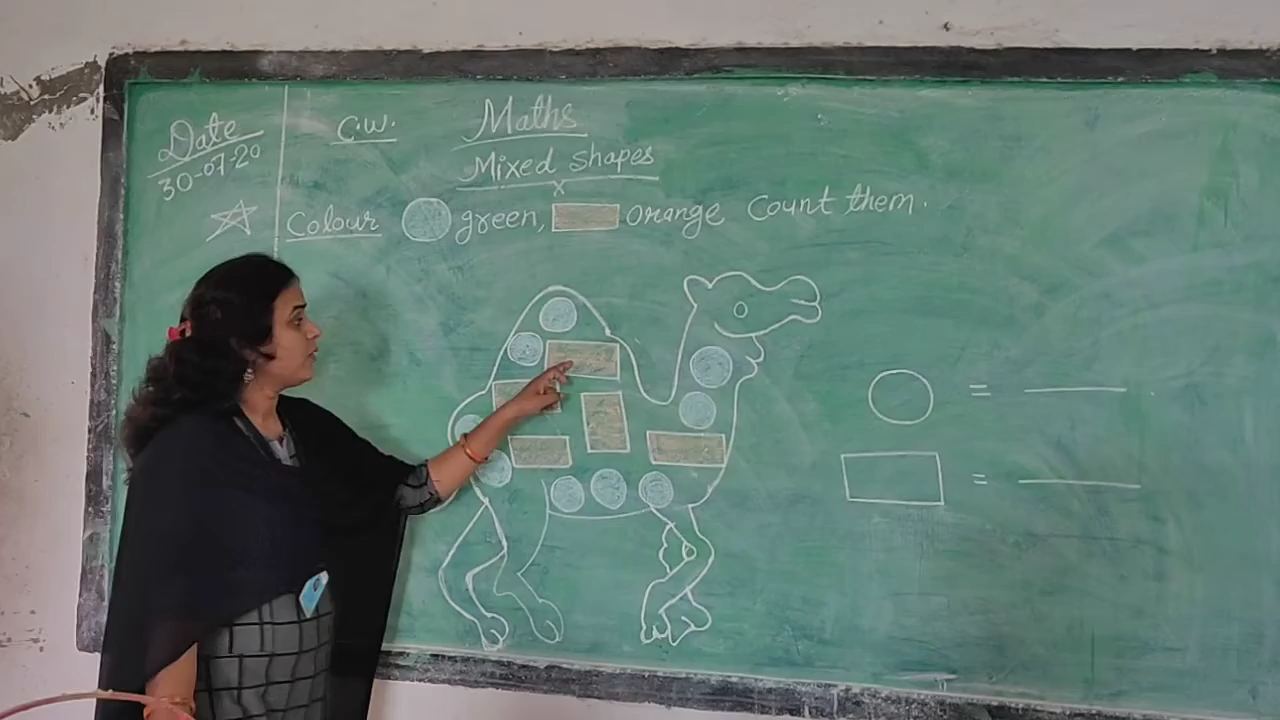 Date
30-07-20
C.W.
Maths
Mixed Shapes
Colour green, orange Count them.
=
=